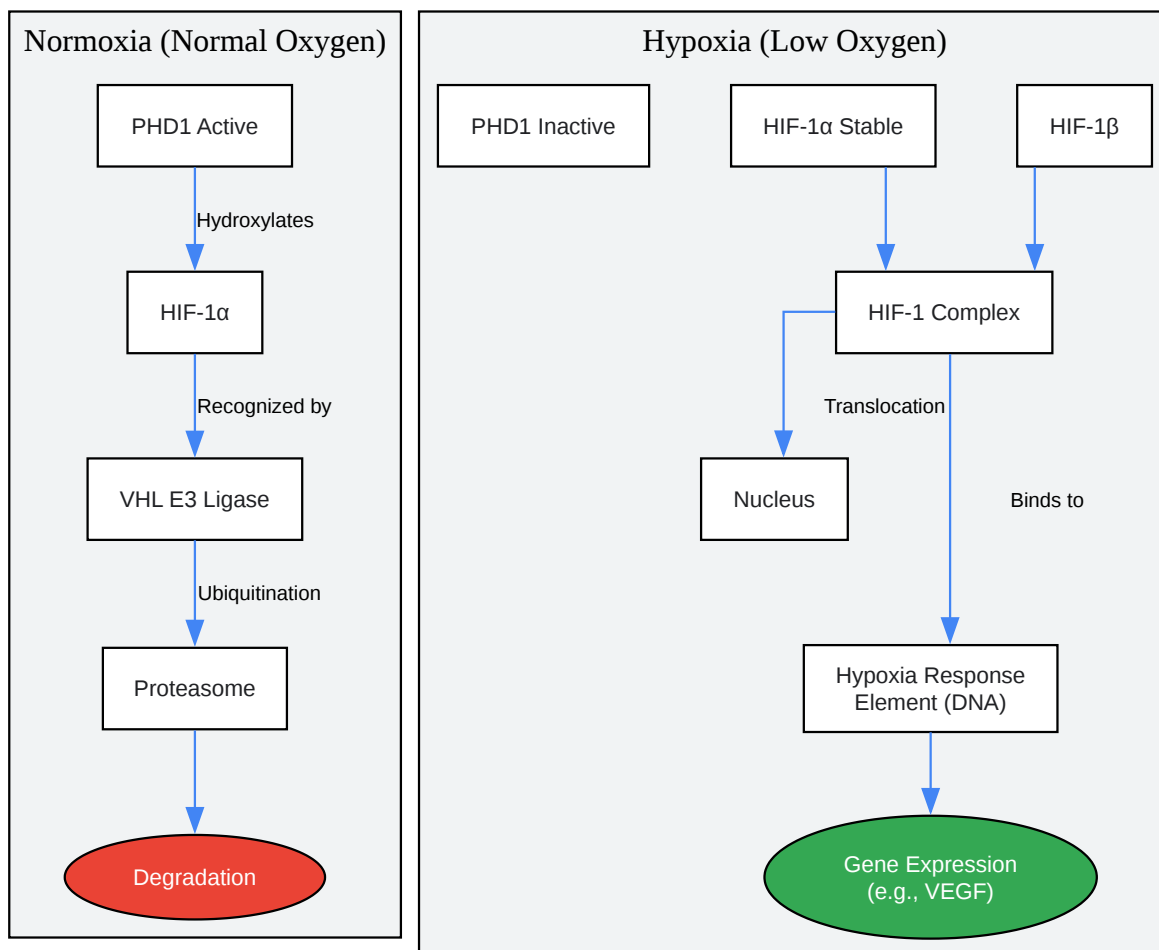 Normoxia (Normal Oxygen)
PHD1 Active
Hydroxylates
HIF-1α
Recognized by
VHL E3 Ligase
Ubiquitination
Proteasome
Degradation
Hypoxia (Low Oxygen)
PHD1 Inactive
HIF-1α Stable
HIF-1β
HIF-1 Complex
Translocation
Nucleus
Binds to
Hypoxia Response
Element (DNA)
Gene Expression
(e.g., VEGF)